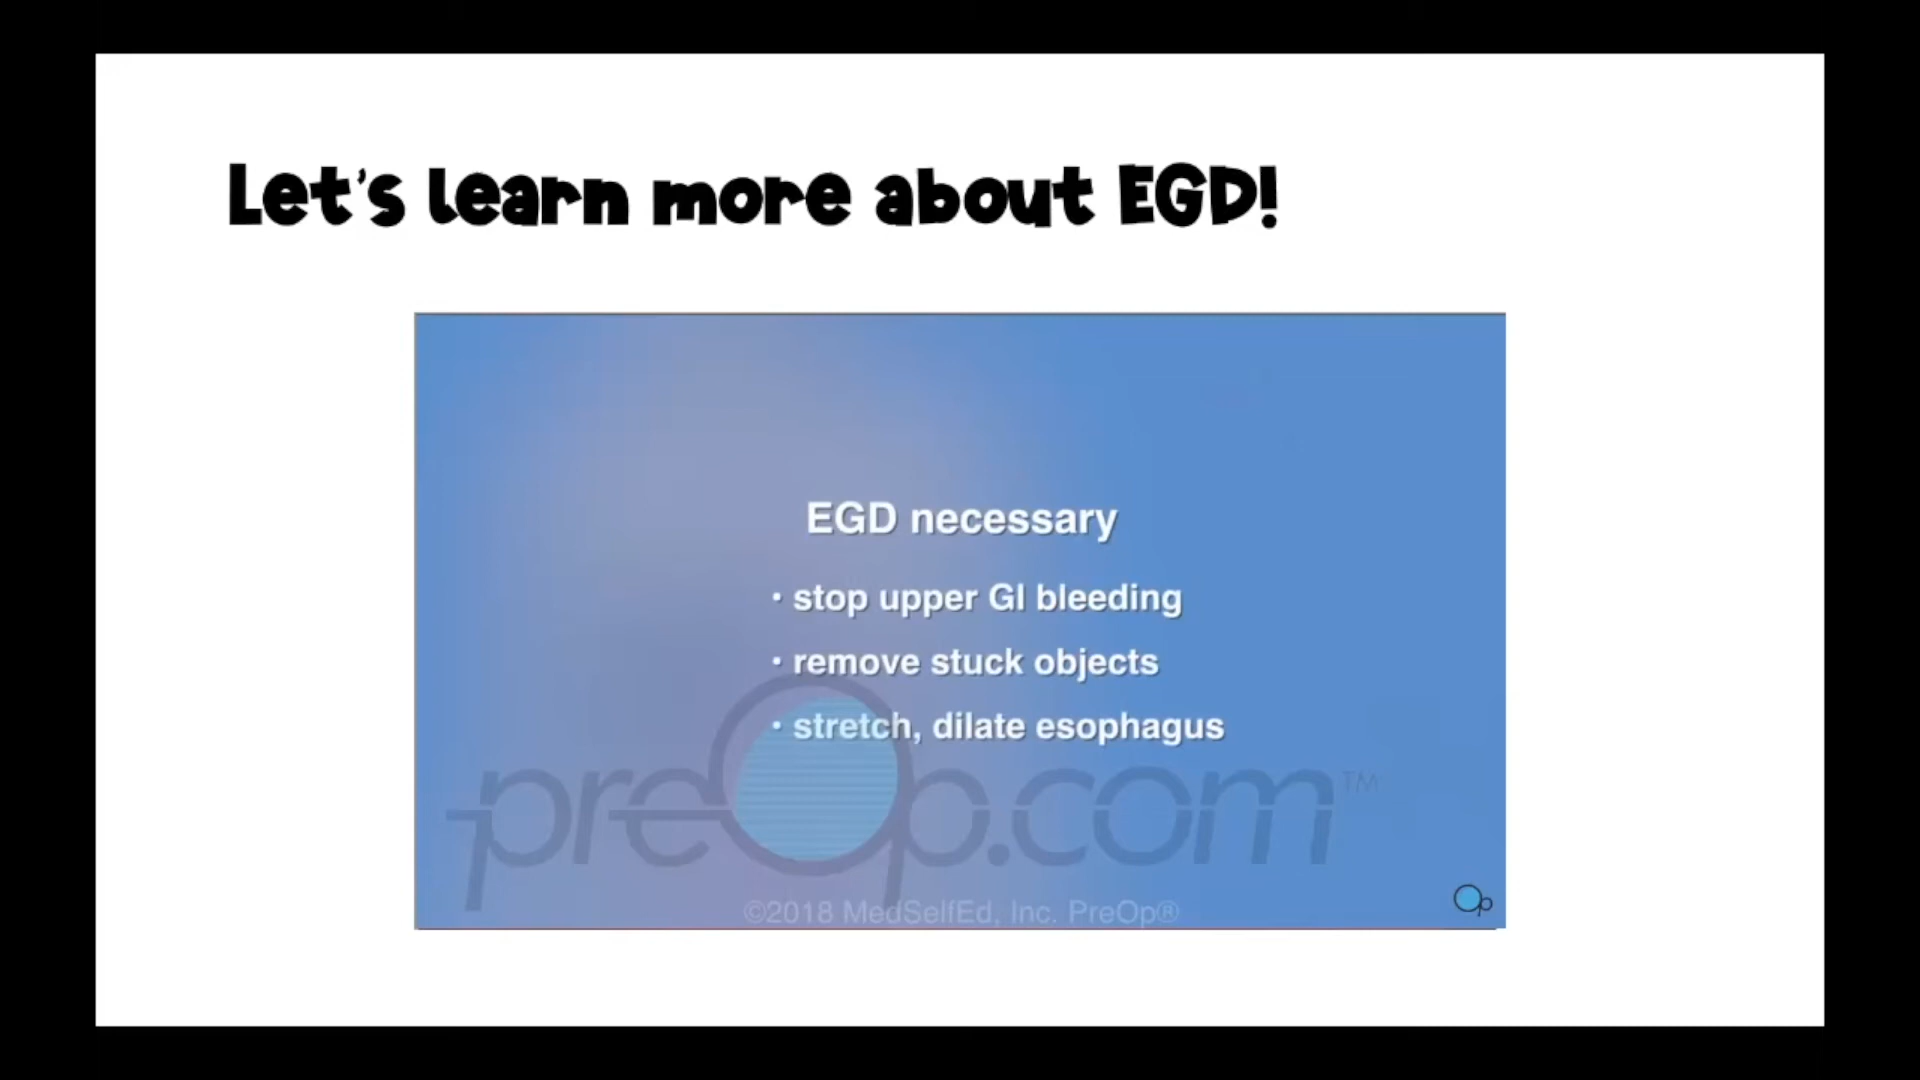 Let's learn more about EGD!
EGD necessary
• stop upper GI bleeding
• remove stuck objects
• stretch, dilate esophagus
preOp.com™
©2018 MedSelfEd, Inc. PreOp®
Op